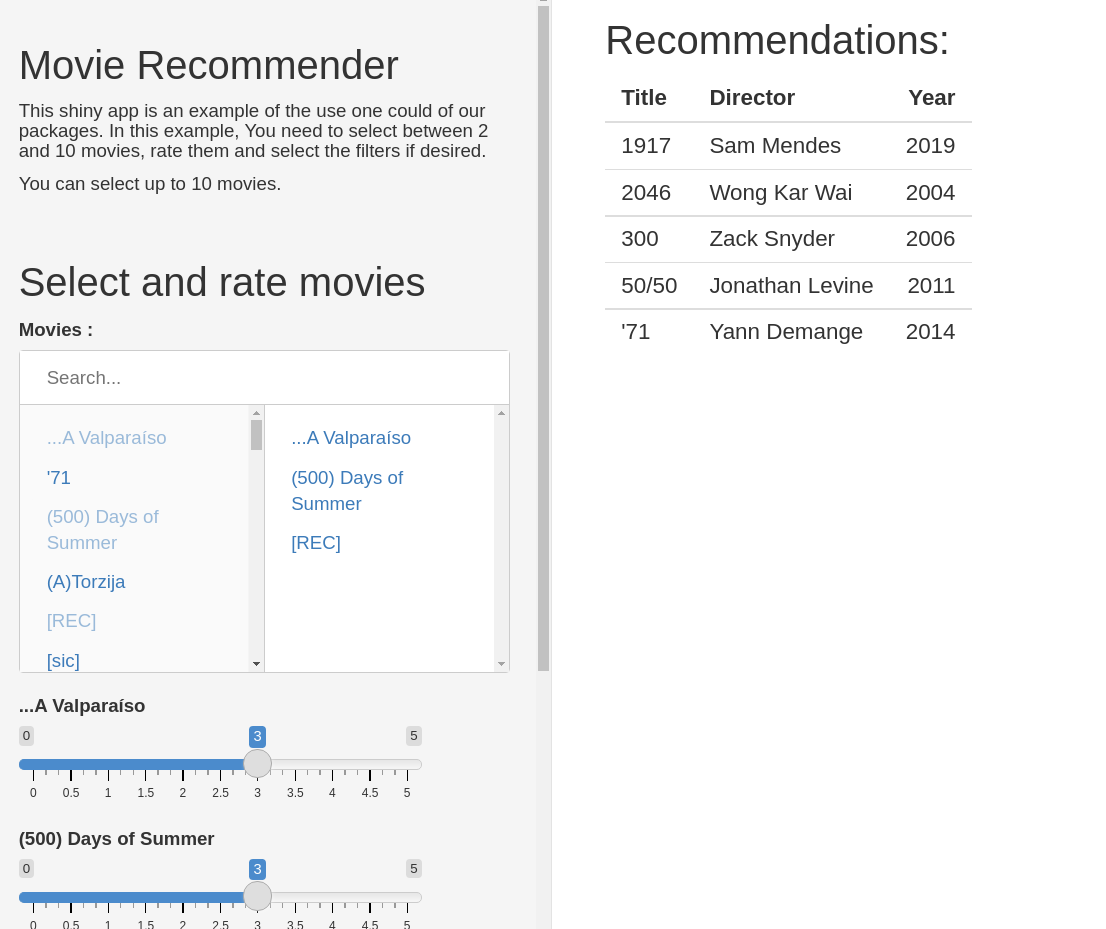 Movie Recommender
This shiny app is an example of the use one could of our
packages. In this example, You need to select between 2
and 10 movies, rate them and select the filters if desired.
You can select up to 10 movies.
Select and rate movies
Movies :
Search...
...A Valparaíso
'71
(500) Days of
Summer
(A)Torzija
[REC]
[sic]
...A Valparaíso
(500) Days of
Summer
[REC]
...A Valparaíso
0 3 5
0 0.5 1 1.5 2 2.5 3 3.5 4 4.5 5
(500) Days of Summer
0 3 5
0 0.5 1 1.5 2 2.5 3 3.5 4 4.5 5
Recommendations:
Title Director Year
1917 Sam Mendes 2019
2046 Wong Kar Wai 2004
300 Zack Snyder 2006
50/50 Jonathan Levine 2011
'71 Yann Demange 2014